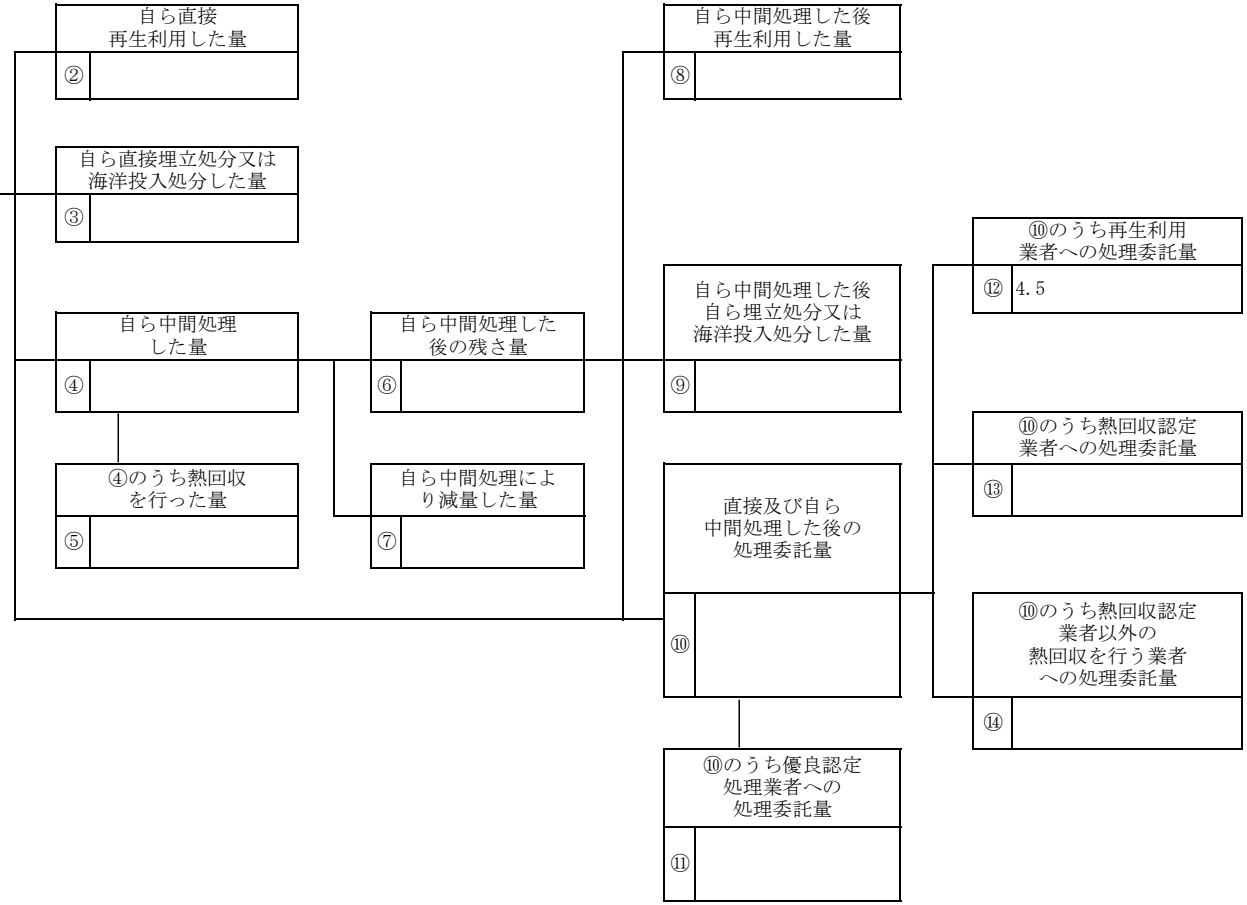 自ら直接
再生利用した量
②
自ら直接埋立処分又は
海洋投入処分した量
③
自ら中間処理
した量
④
④のうち熱回収
を行った量
⑤
自ら中間処理した
後の残さ量
⑥
自ら中間処理によ
り減量した量
⑦
自ら中間処理した後
再生利用した量
⑧
自ら中間処理した後
自ら埋立処分又は
海洋投入処分した量
⑨
直接及び自ら
中間処理した後の
処理委託量
⑩
⑩のうち優良認定
処理業者への
処理委託量
⑪
⑩のうち再生利用
業者への処理委託量
⑫ 4.5
⑩のうち熱回収認定
業者への処理委託量
⑬
⑩のうち熱回収認定
業者以外の
熱回収を行う業者
への処理委託量
⑭